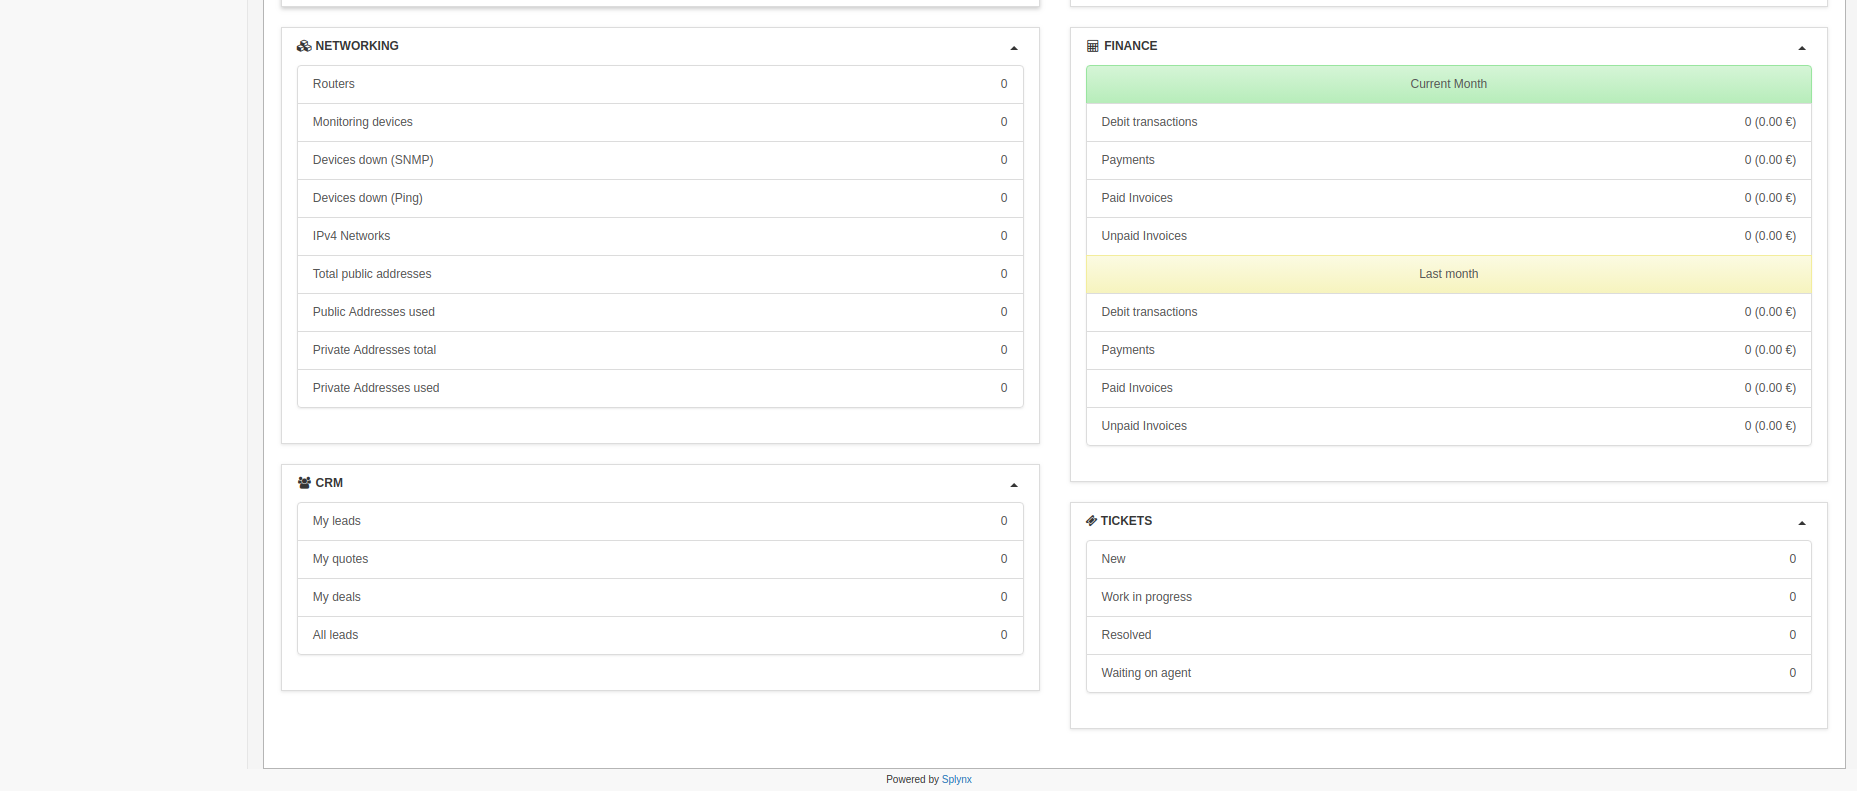 NETWORKING
Routers 0
Monitoring devices 0
Devices down (SNMP) 0
Devices down (Ping) 0
IPv4 Networks 0
Total public addresses 0
Public Addresses used 0
Private Addresses total 0
Private Addresses used 0
CRM
My leads 0
My quotes 0
My deals 0
All leads 0
FINANCE
Current Month
Debit transactions 0 (0.00 €)
Payments 0 (0.00 €)
Paid Invoices 0 (0.00 €)
Unpaid Invoices 0 (0.00 €)
Last month
Debit transactions 0 (0.00 €)
Payments 0 (0.00 €)
Paid Invoices 0 (0.00 €)
Unpaid Invoices 0 (0.00 €)
TICKETS
New 0
Work in progress 0
Resolved 0
Waiting on agent 0
Powered by Splynx